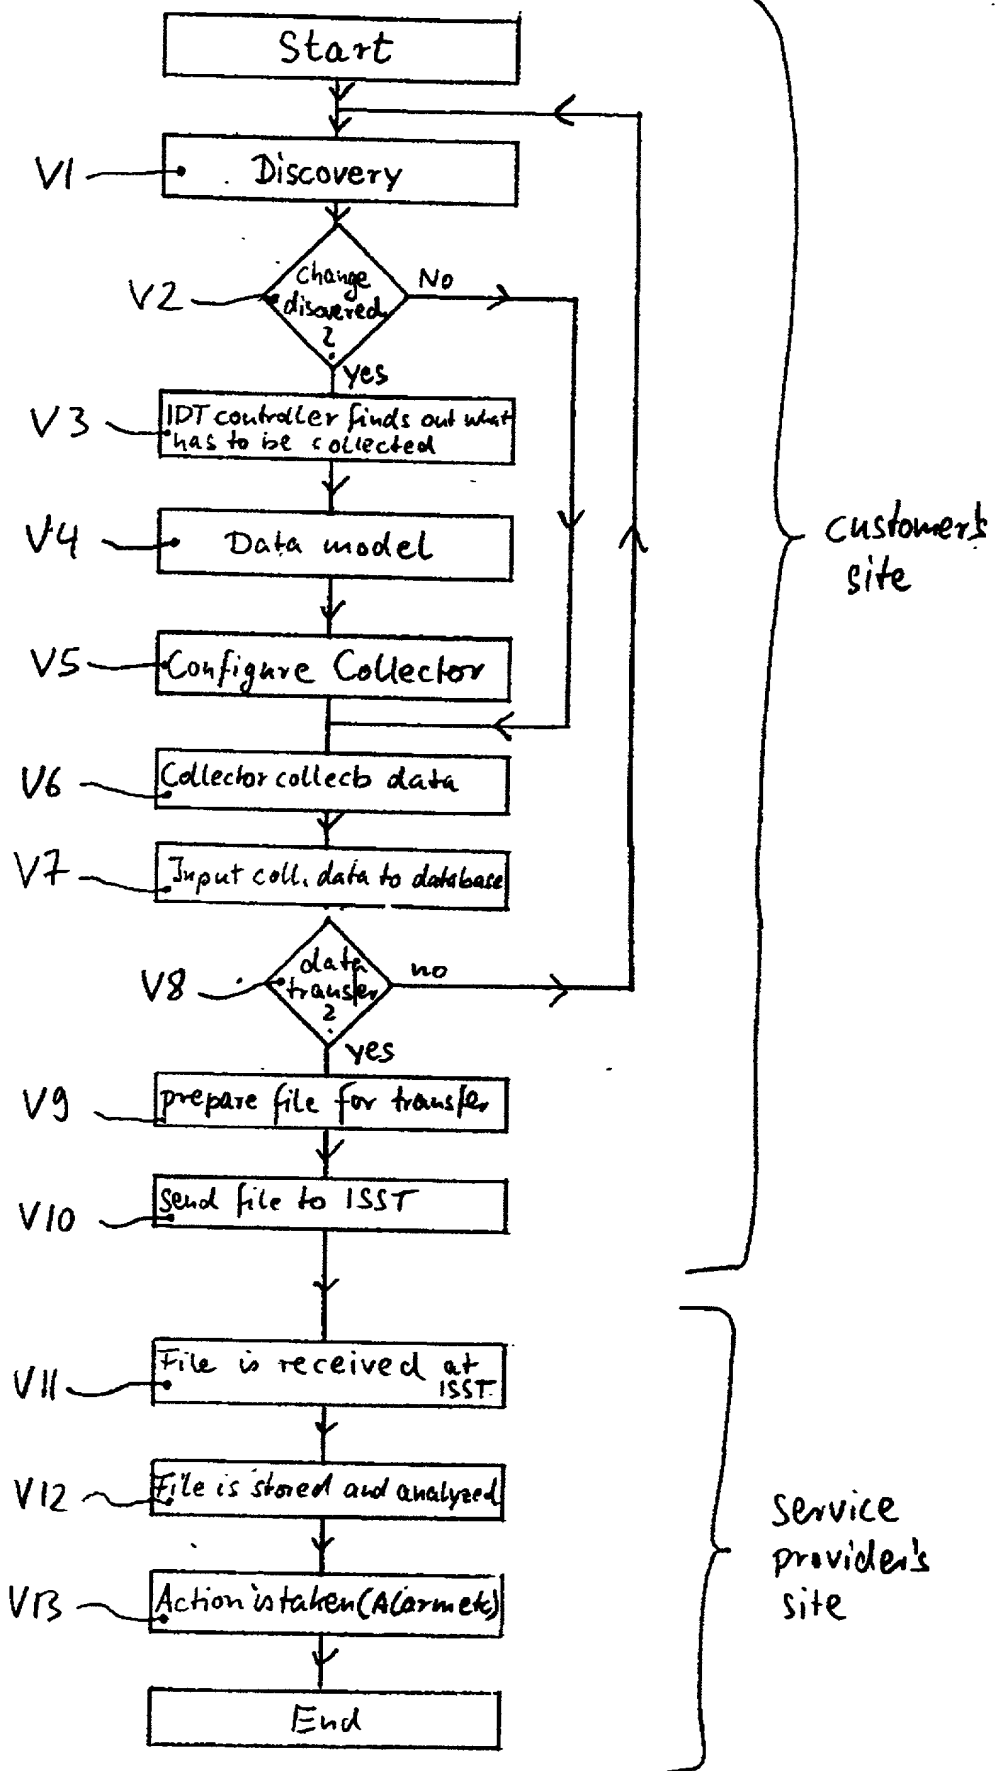 Start
V1
Discovery
V2
change
disovered
?
No
yes
V3
IDT controller finds out what
has to be collected
V4
Data model
customer's
site
V5
Configure Collector
V6
Collector collects data
V7
Input coll. data to database
V8
data
transfer
?
no
yes
V9
prepare file for transfer
V10
send file to ISST
V11
File is received at
ISST.
V12
File is stored and analyzed
service
provider's
site
V13
Action is taken (Alarm etc)
End